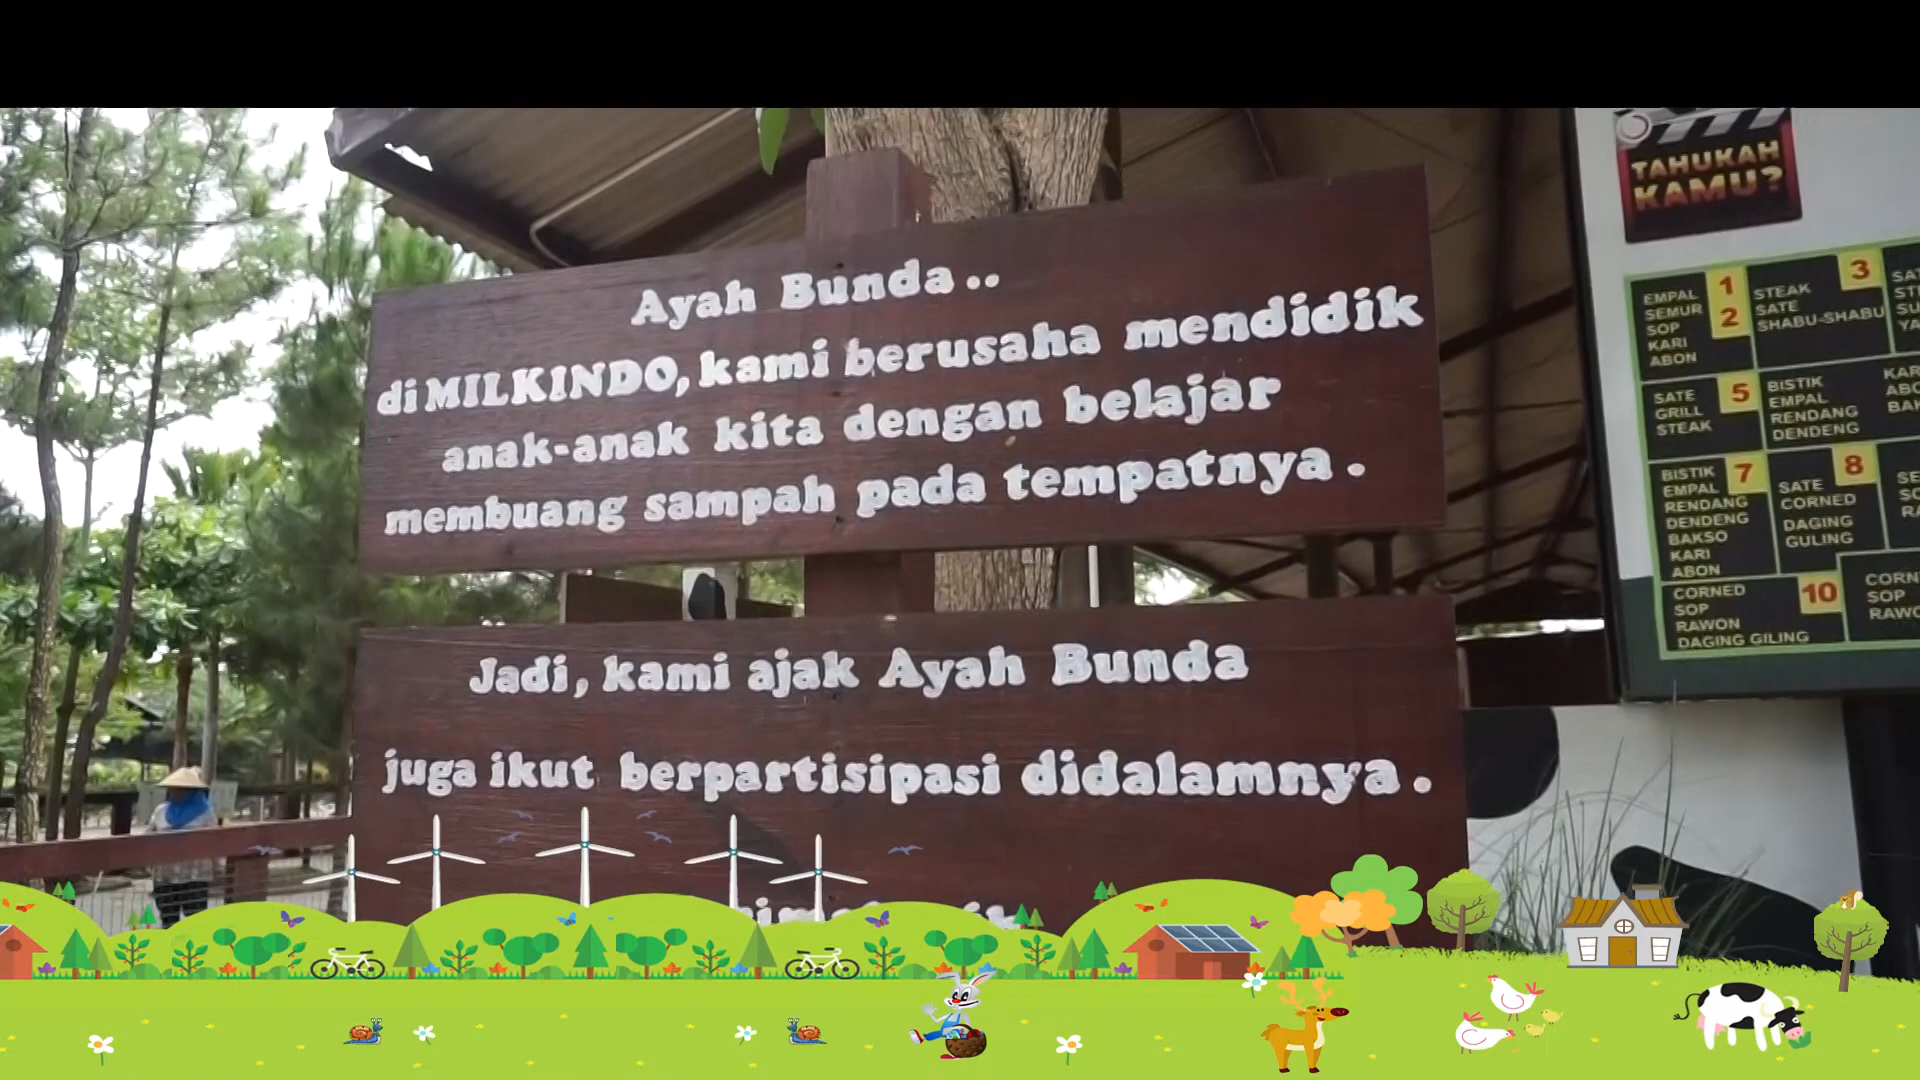 Ayah Bunda..
di MILKINDO, kami berusaha mendidik
anak-anak kita dengan belajar
membuang sampah pada tempatnya.
Jadi, kami ajak Ayah Bunda
juga ikut berpartisipasi didalamnya.
TAHUKAH
KAMU?
1
2
EMPAL
SEMUR
SOP
KARI
ABON
3
STEAK
SATE
SHABU-SHABU
5
SATE
GRILL
STEAK
BISTIK
EMPAL
RENDANG
DENDENG
7
BISTIK
EMPAL
RENDANG
DENDENG
BAKSO
KARI
ABON
8
SATE
CORNED
DAGING
GULING
10
CORNED
SOP
RAWON
DAGING GILING
SOP